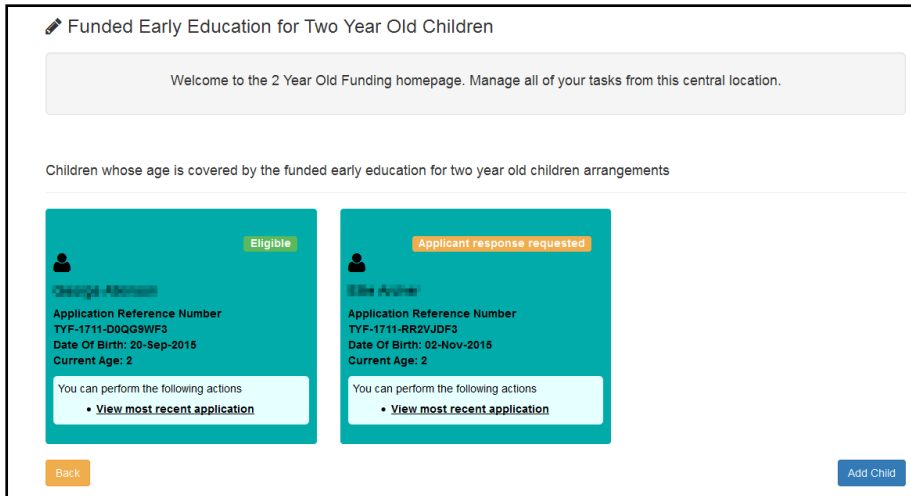 Funded Early Education for Two Year Old Children
Welcome to the 2 Year Old Funding homepage. Manage all of your tasks from this central location.
Children whose age is covered by the funded early education for two year old children arrangements
Eligible
Application Reference Number
TYF-1711-D0QG9WF3
Date Of Birth: 20-Sep-2015
Current Age: 2
You can perform the following actions
• View most recent application
Applicant response requested
Application Reference Number
TYF-1711-RR2VJDF3
Date Of Birth: 02-Nov-2015
Current Age: 2
You can perform the following actions
• View most recent application
Back
Add Child